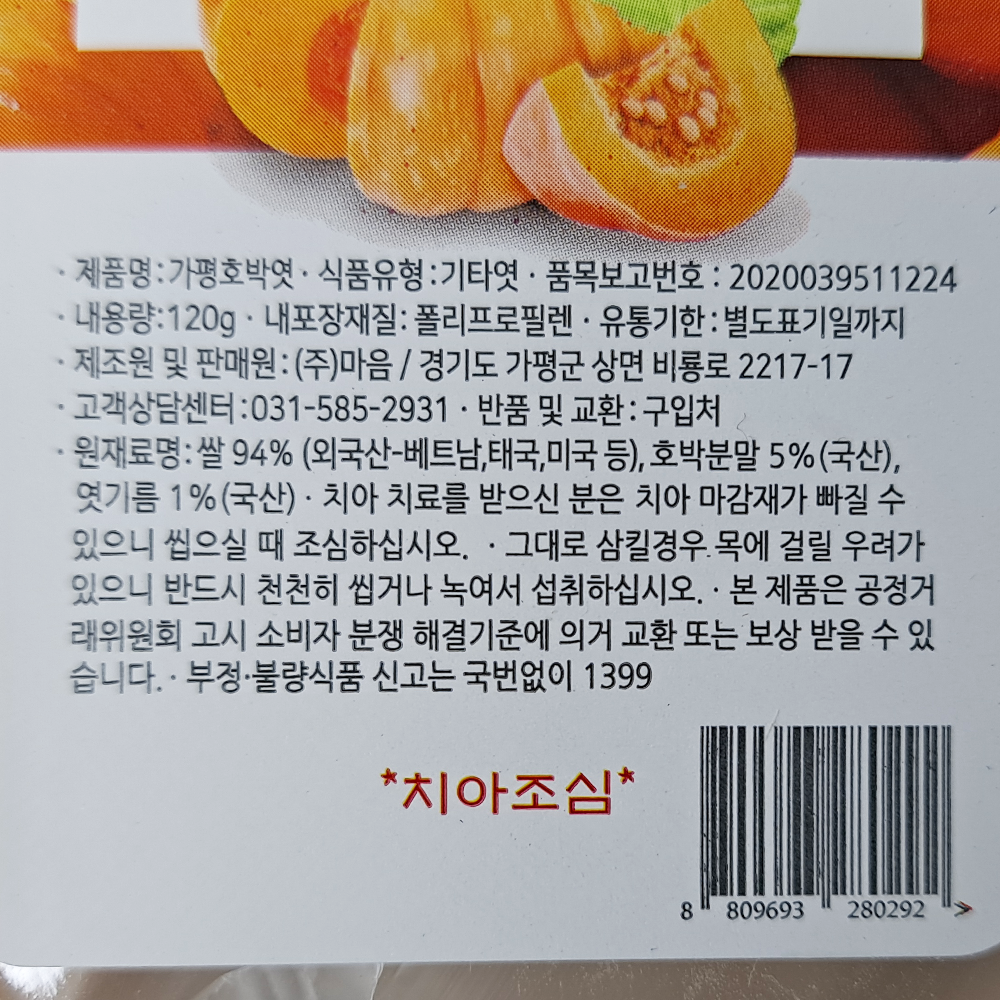 · 제품명:가평호박엿 · 식품유형:기타엿 · 품목보고번호 : 2020039511224
· 내용량:120g · 내포장재질: 폴리프로필렌 · 유통기한:별도표기일까지
· 제조원 및 판매원:(주)마음 / 경기도 가평군 상면 비룡로 2217-17
· 고객상담센터:031-585-2931 · 반품 및 교환:구입처
· 원재료명:쌀 94% (외국산-베트남,태국,미국 등), 호박분말 5%(국산),
엿기름 1%(국산) · 치아 치료를 받으신 분은 치아 마감재가 빠질 수
있으니 씹으실 때 조심하십시오. · 그대로 삼킬경우 목에 걸릴 우려가
있으니 반드시 천천히 씹거나 녹여서 섭취하십시오. · 본 제품은 공정거
래위원회 고시 소비자 분쟁 해결기준에 의거 교환 또는 보상 받을 수 있
습니다. · 부정·불량식품 신고는 국번없이 1399
*치아조심*
8 809693 280292 >